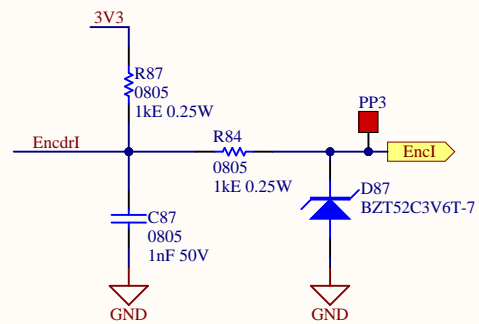 3V3
R87
0805
1kE 0.25W
PP3
EncdrI
R84
EncI
0805
1kE 0.25W
D87
BZT52C3V6T-7
C87
0805
1nF 50V
GND
GND